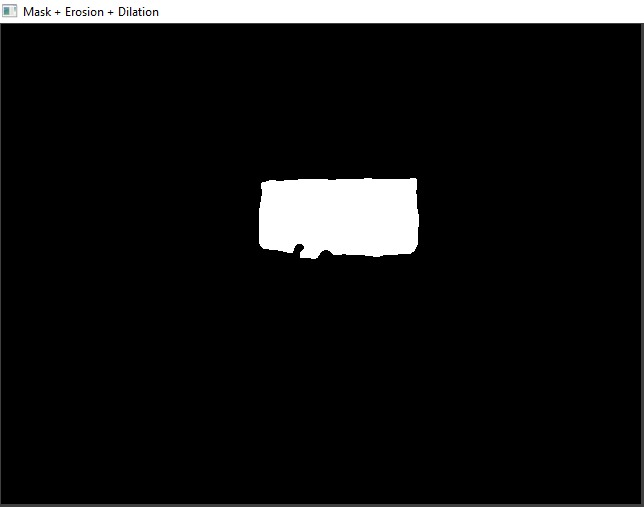 Mask + Erosion + Dilation